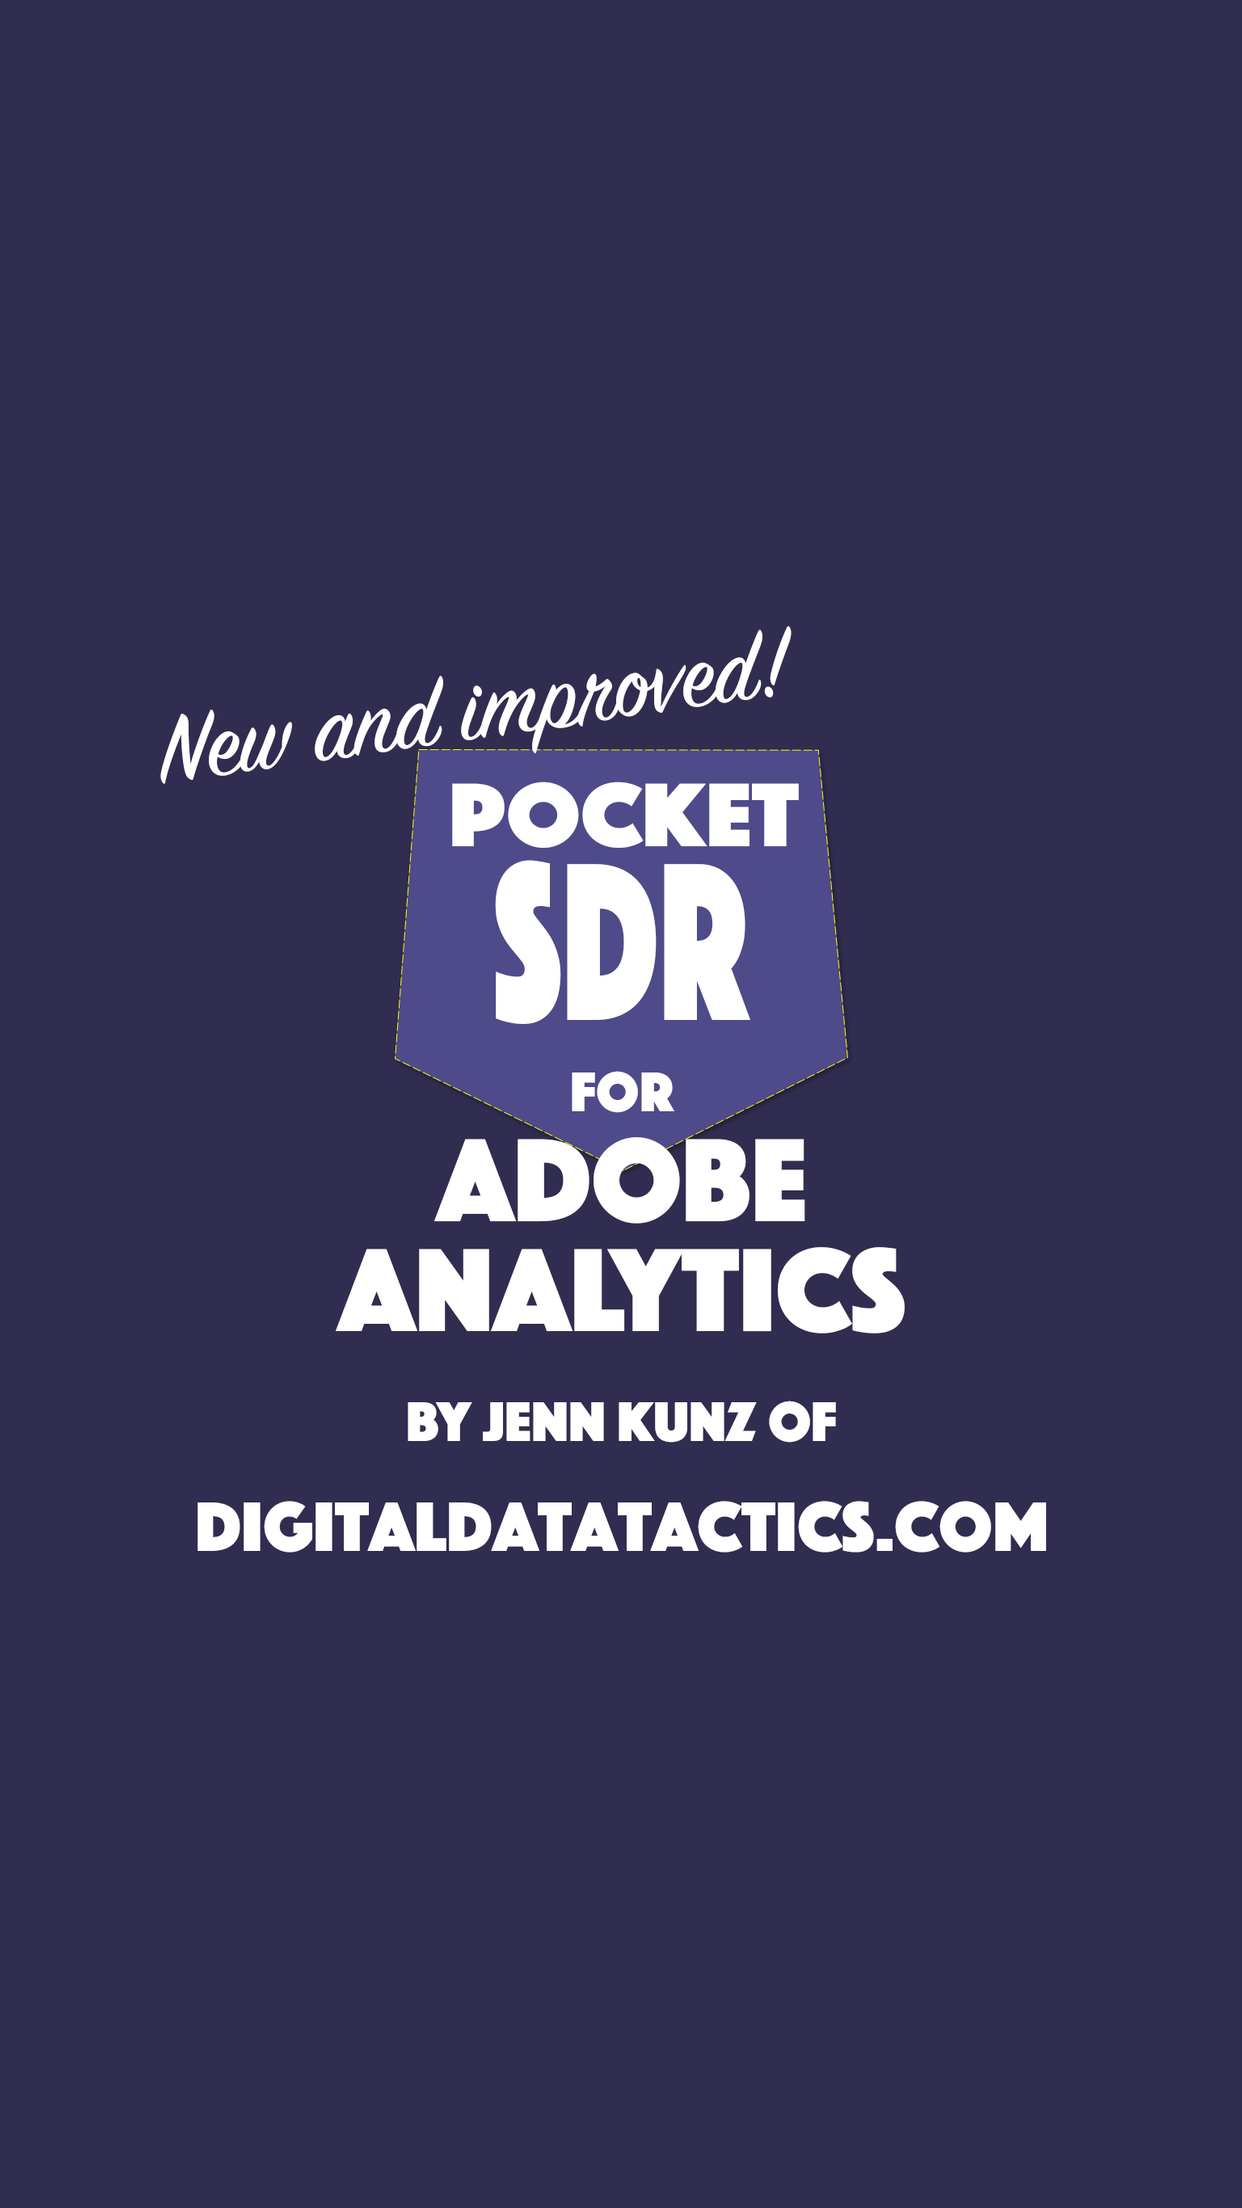 New and improved!
POCKET
SDR
FOR
ADOBE
ANALYTICS
BY JENN KUNZ OF
DIGITALDATATACTICS.COM